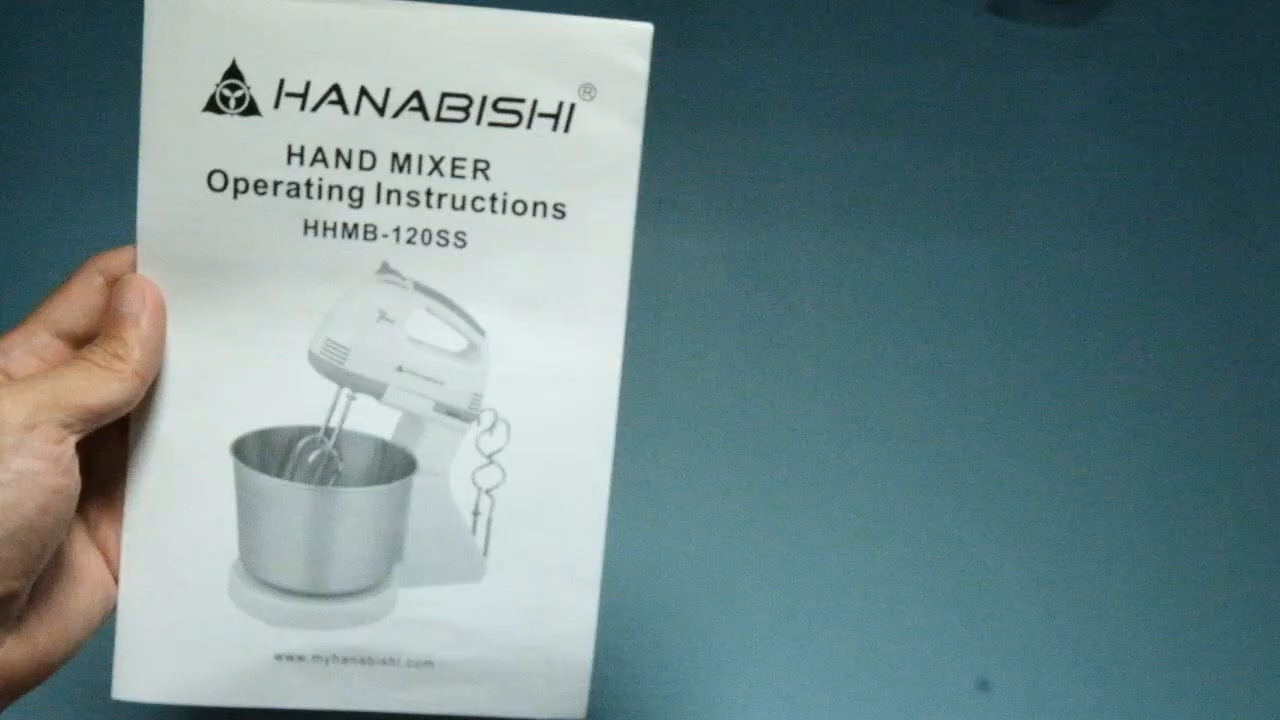 HANABISHI®
HAND MIXER
Operating Instructions
HHMB-120SS
www.myhanabishi.com